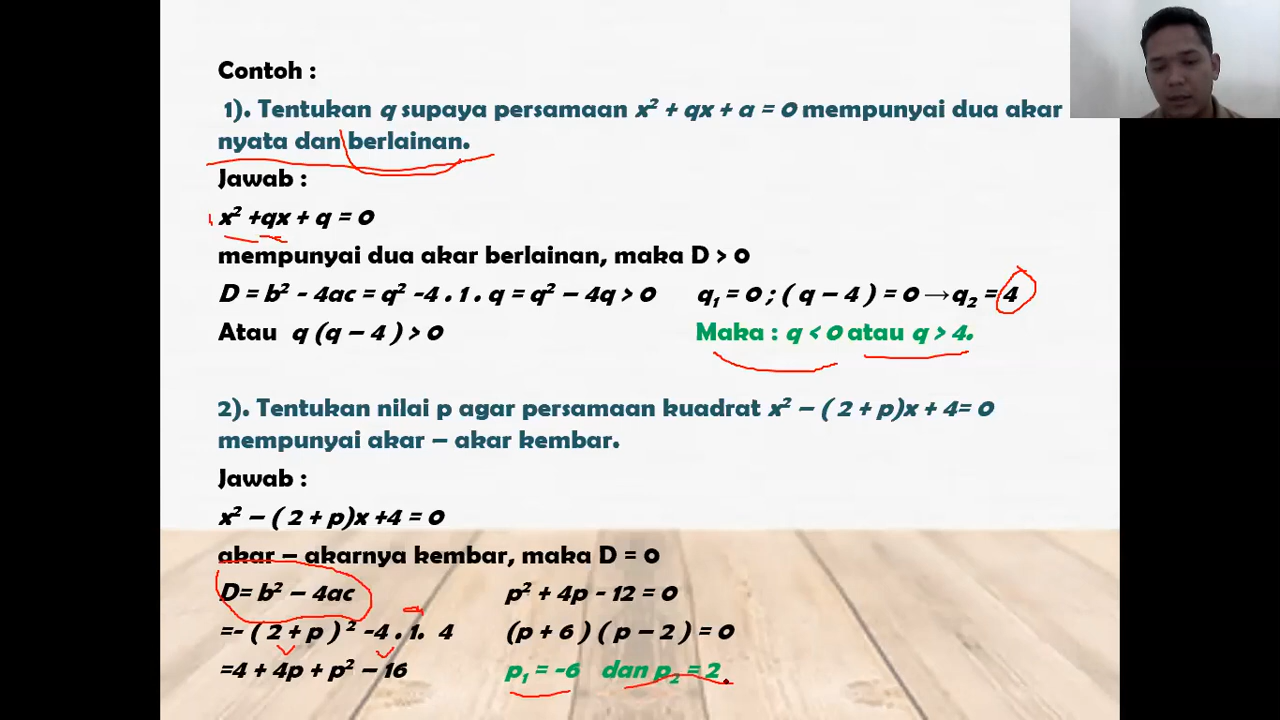 Contoh :
1). Tentukan q supaya persamaan x² + qx + a = 0 mempunyai dua akar
nyata dan berlainan.
Jawab :
x² +qx + q = 0
mempunyai dua akar berlainan, maka D > 0
D = b² - 4ac = q² -4 . 1 . q = q² – 4q > 0 q₁ = 0 ; ( q – 4 ) = 0 →q₂ = 4
Atau q (q – 4 ) > 0 Maka : q < 0 atau q > 4.
2). Tentukan nilai p agar persamaan kuadrat x² – ( 2 + p)x + 4= 0
mempunyai akar – akar kembar.
Jawab :
x² – ( 2 + p)x +4 = 0
akar – akarnya kembar, maka D = 0
D= b² – 4ac p² + 4p - 12 = 0
=- ( 2 + p ) ² -4 . 1. 4 (p + 6 ) ( p – 2 ) = 0
=4 + 4p + p² – 16 p₁ = -6 dan p₂ = 2